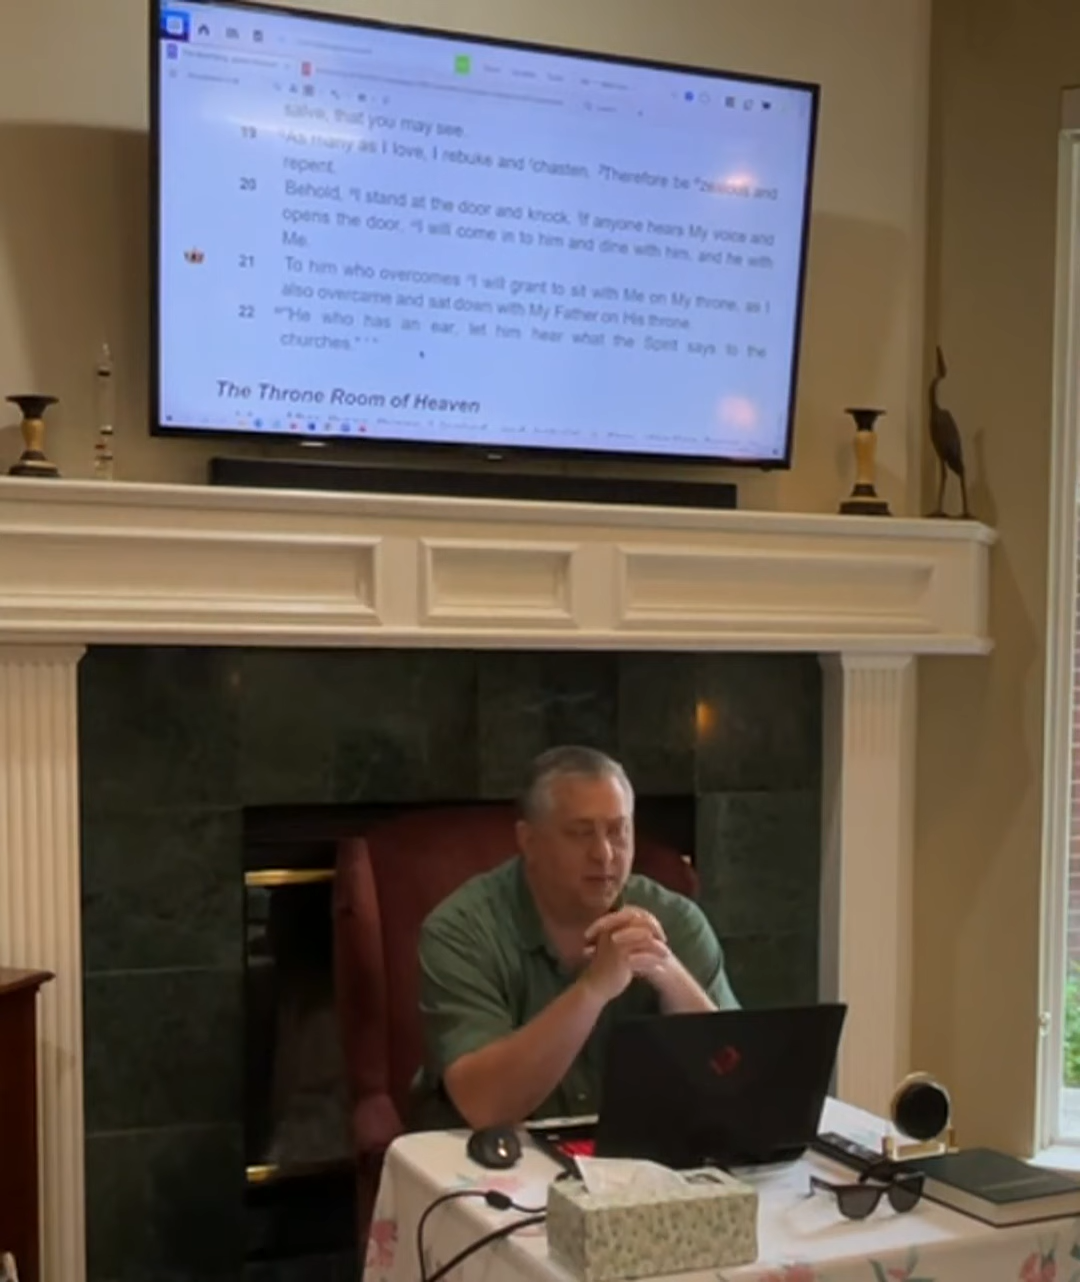 salve, that you may see.
19 As many as I love, I rebuke and chasten. Therefore be zealous and
repent.
20 Behold, I stand at the door and knock. If anyone hears My voice and
opens the door, I will come in to him and dine with him, and he with
Me.
21 To him who overcomes I will grant to sit with Me on My throne, as I
also overcame and sat down with My Father on His throne.
22 "He who has an ear, let him hear what the Spirit says to the
churches." ' "
The Throne Room of Heaven